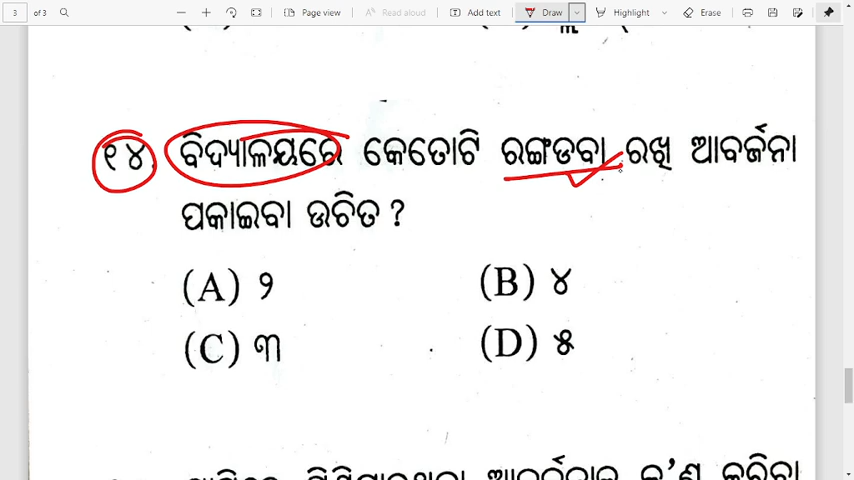 3 of 3 Page view Read aloud Add text Draw Highlight Erase
୧୪. ବିଦ୍ୟାଳୟରେ କେତୋଟି ରଙ୍ଗଡବା ରଖି ଆବର୍ଜନା
ପକାଇବା ଉଚିତ ?
(A) ୨ (B) ୪
(C) ୩ (D) ୫